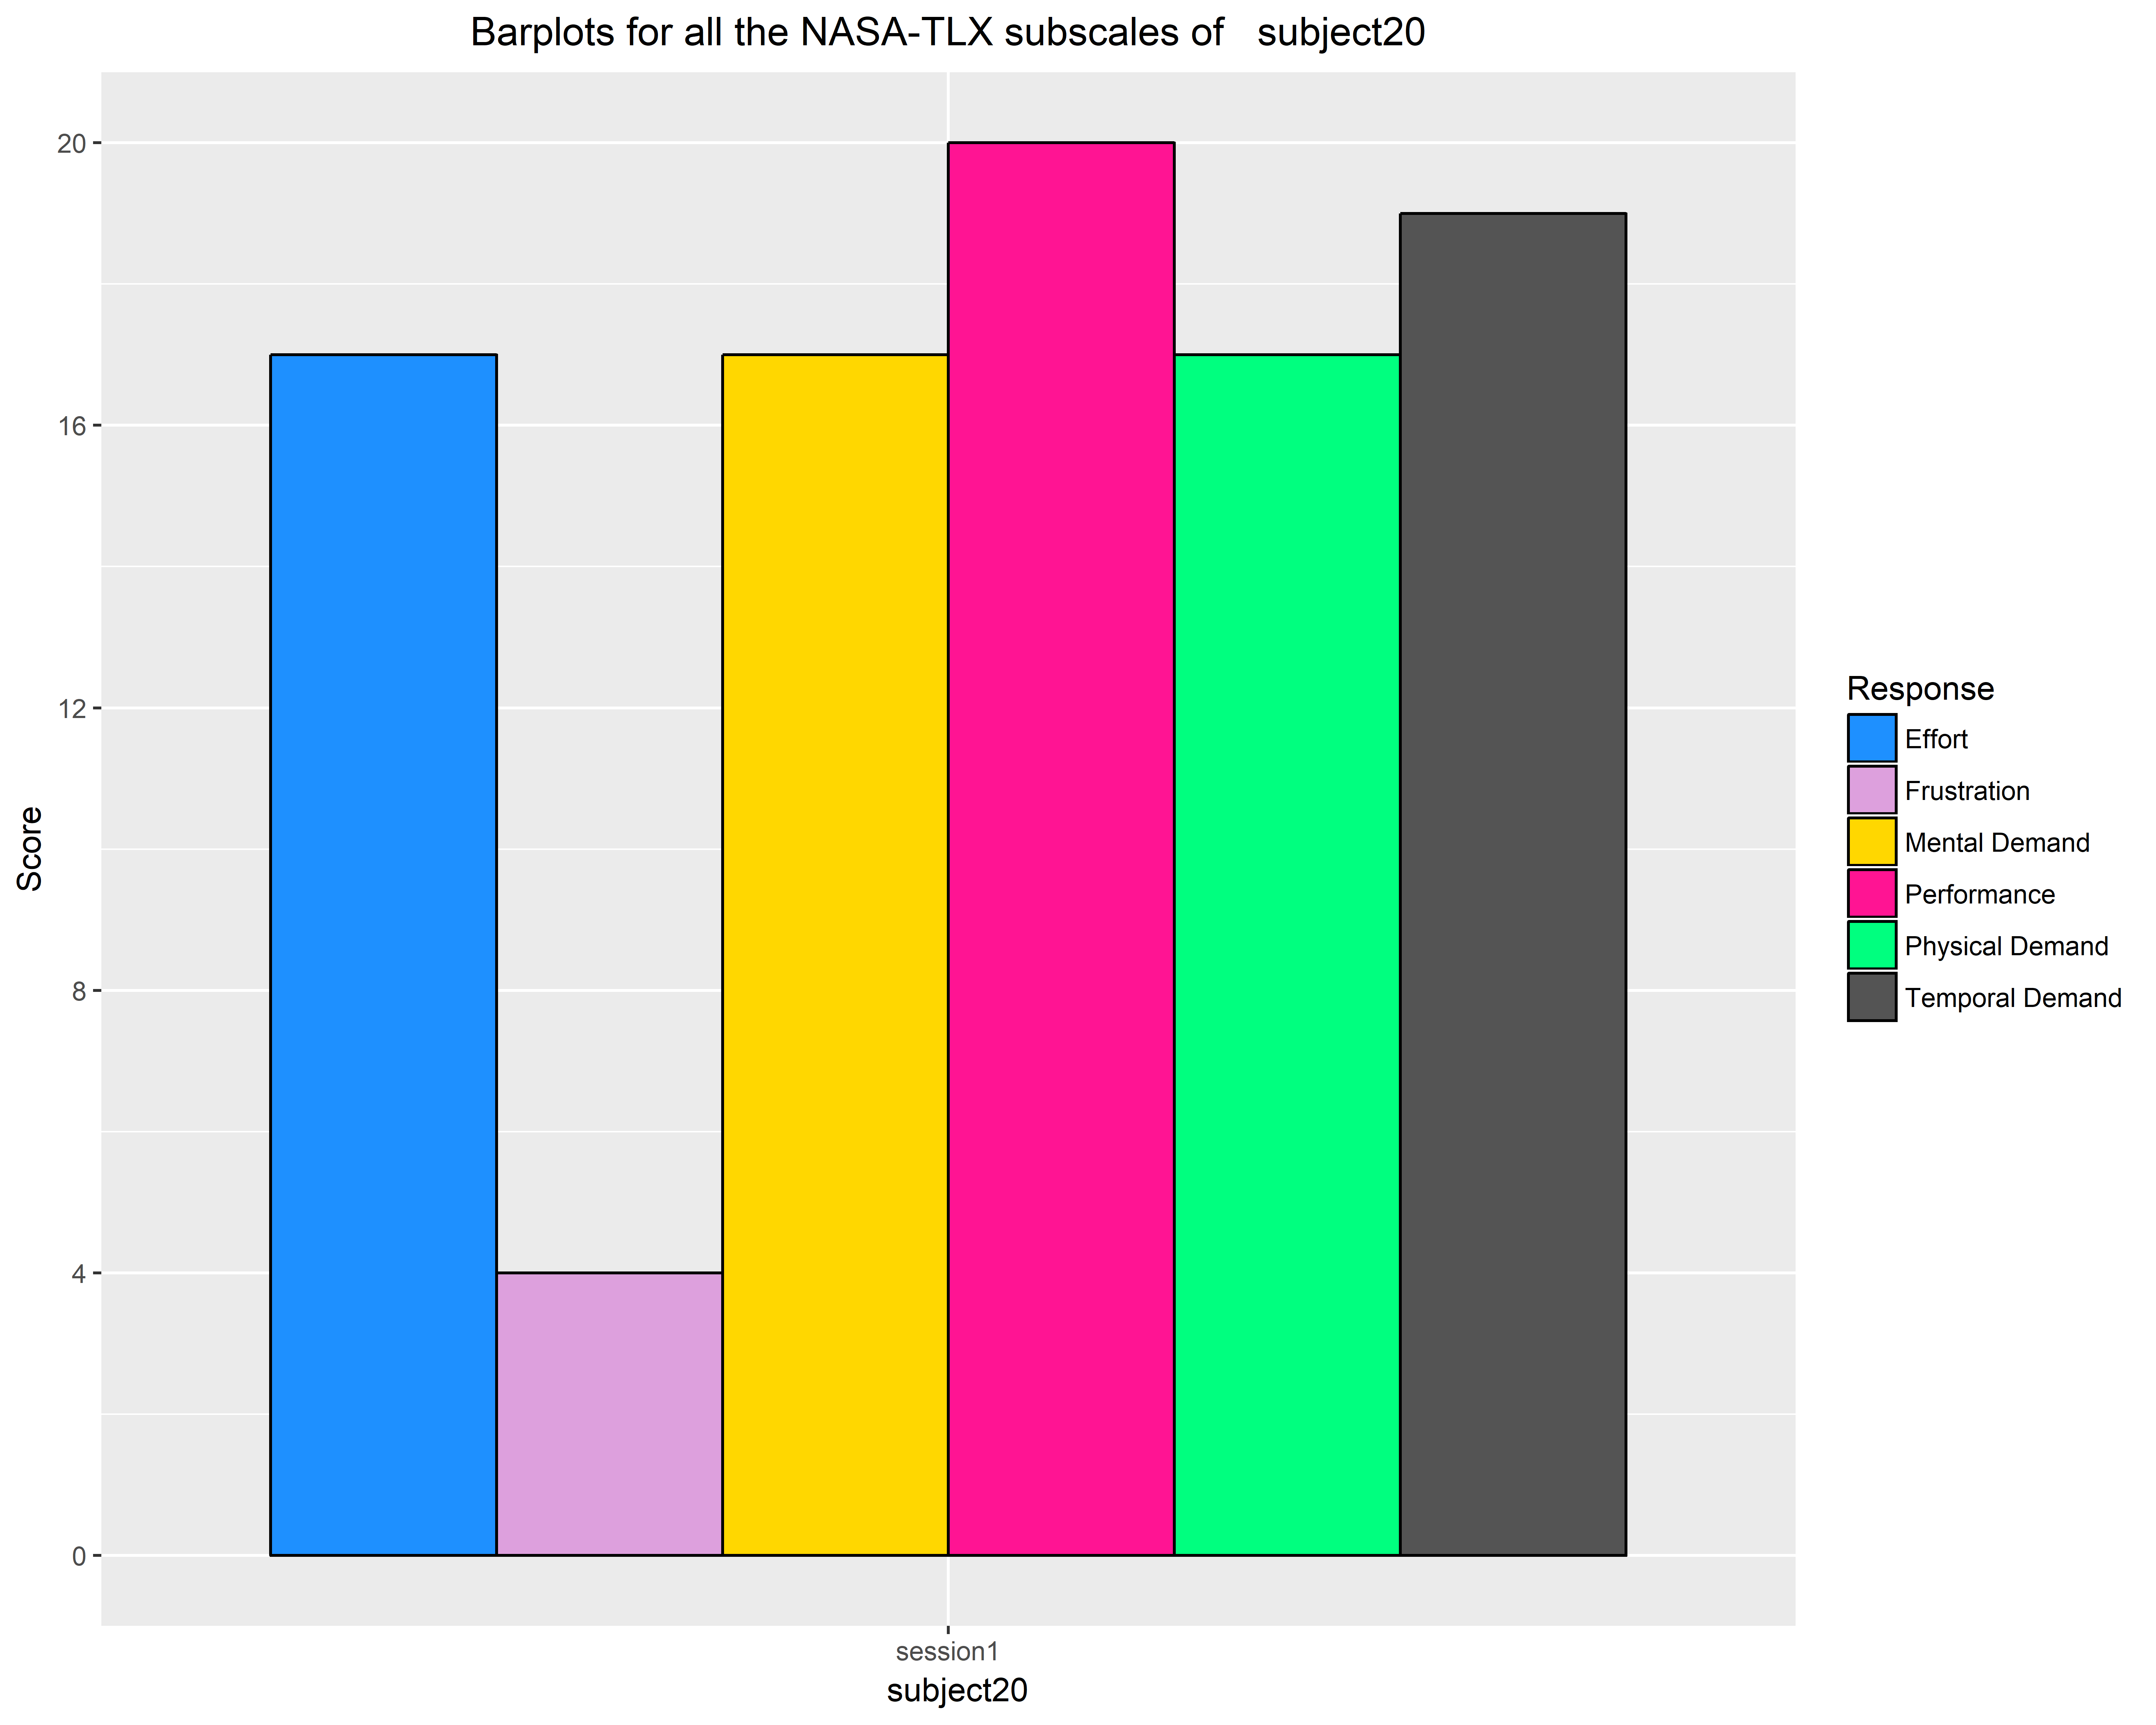 Barplots for all the NASA-TLX subscales of   subject20
20
16
12
8
4
0
Score
session1
subject20
Response
Effort
Frustration
Mental Demand
Performance
Physical Demand
Temporal Demand